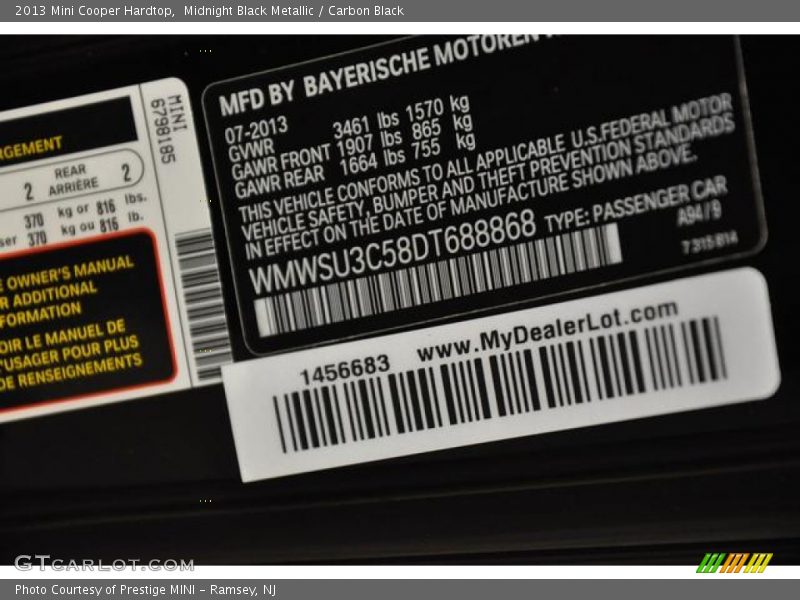 2013 Mini Cooper Hardtop,  Midnight Black Metallic / Carbon Black
MFD BY BAYERISCHE MOTOREN
07-2013
GVWR 3461 lbs 1570 kg
GAWR FRONT 1907 lbs 865 kg
GAWR REAR 1664 lbs 755 kg
THIS VEHICLE CONFORMS TO ALL APPLICABLE U.S.FEDERAL MOTOR
VEHICLE SAFETY, BUMPER AND THEFT PREVENTION STANDARDS
IN EFFECT ON THE DATE OF MANUFACTURE SHOWN ABOVE.
WMWSU3C58DT688868 TYPE: PASSENGER CAR
A94/9
MINI
6798185
RGEMENT
2 REAR 2
ARRIÈRE
370 kg or 816 lbs.
ser 370 kg ou 816 lb.
E OWNER'S MANUAL
R ADDITIONAL
FORMATION
OIR LE MANUEL DE
L'USAGER POUR PLUS
DE RENSEIGNEMENTS
1456683 www.MyDealerLot.com
GTcarlot.com
Photo Courtesy of Prestige MINI - Ramsey, NJ